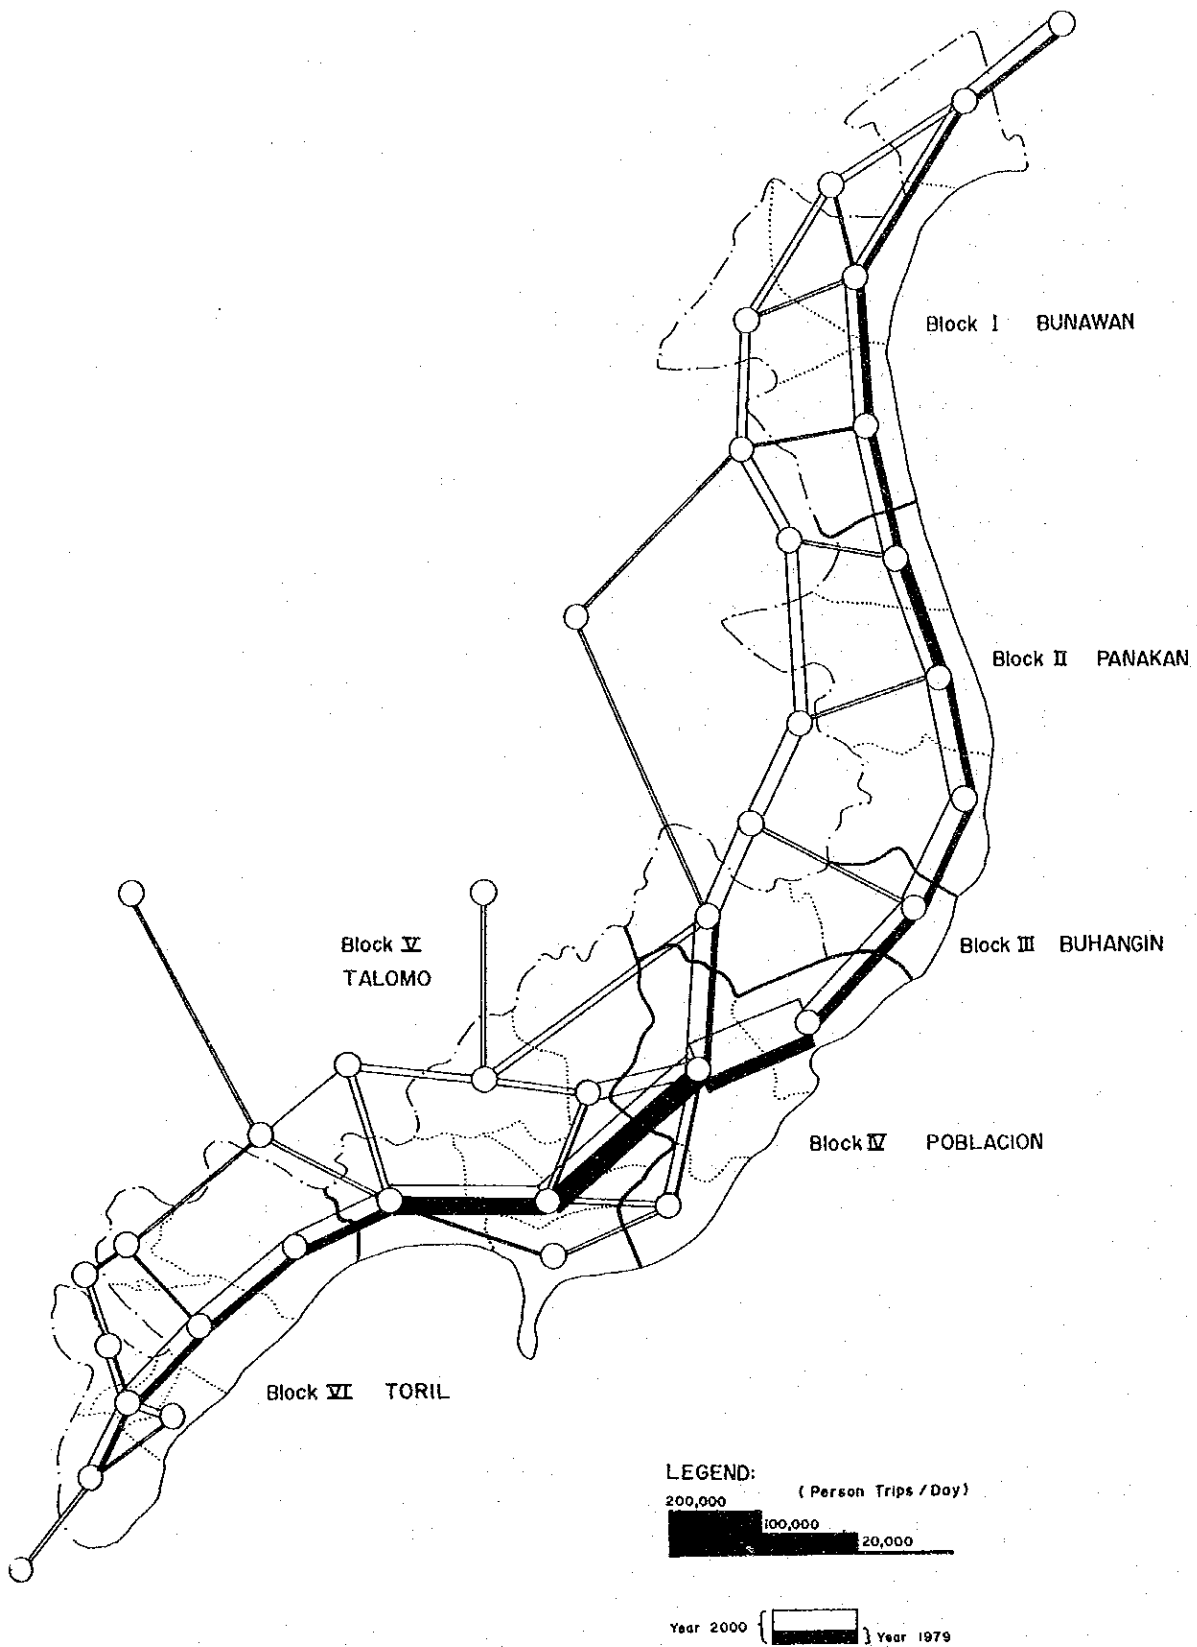 Block I BUNAWAN
Block II PANAKAN
Block III BUHANGIN
Block V
TALOMO
Block IV POBLACION
Block VI TORIL
LEGEND:
(Person Trips / Day)
200,000
100,000
20,000
Year 2000
Year 1979